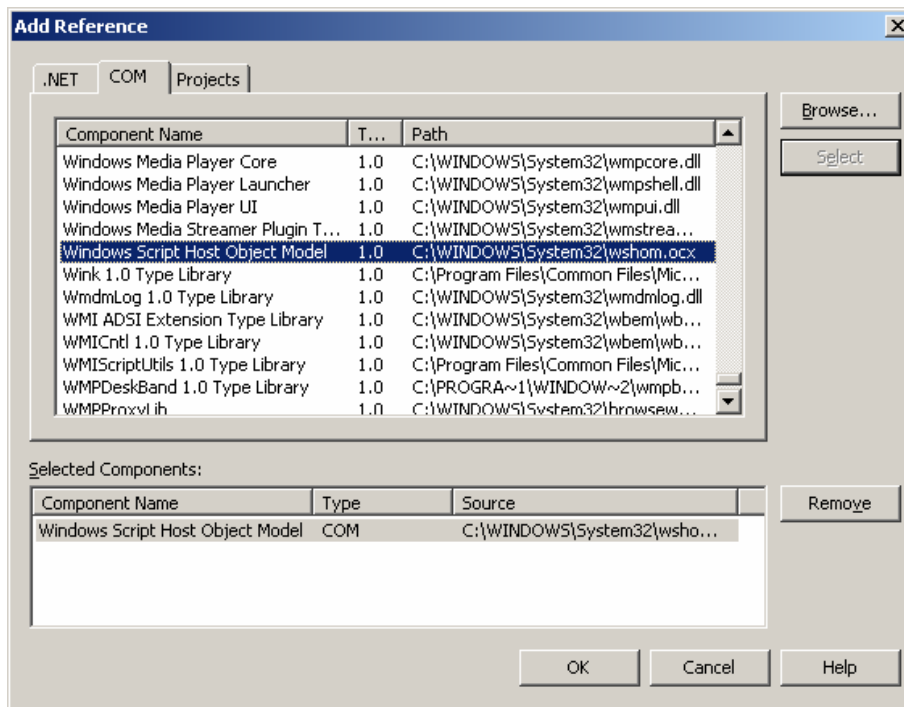 Add Reference
.NET COM Projects
Browse...
Select
Component Name T... Path
Windows Media Player Core 1.0 C:\WINDOWS\System32\wmpcore.dll
Windows Media Player Launcher 1.0 C:\WINDOWS\System32\wmpshell.dll
Windows Media Player UI 1.0 C:\WINDOWS\System32\wmpui.dll
Windows Media Streamer Plugin T... 1.0 C:\WINDOWS\System32\wmstrea...
Windows Script Host Object Model 1.0 C:\WINDOWS\System32\wshom.ocx
Wink 1.0 Type Library 1.0 C:\Program Files\Common Files\Mic...
WmdmLog 1.0 Type Library 1.0 C:\WINDOWS\System32\wmdmlog.dll
WMI ADSI Extension Type Library 1.0 C:\WINDOWS\System32\wbem\wb...
WMICntl 1.0 Type Library 1.0 C:\WINDOWS\System32\wbem\wb...
WMIScriptUtils 1.0 Type Library 1.0 C:\Program Files\Common Files\Mic...
WMPDeskBand 1.0 Type Library 1.0 C:\PROGRA~1\WINDOW~2\wmpb...
WMPProxyLib 1.0 C:\WINDOWS\System32\browsew...
Selected Components:
Component Name Type Source
Windows Script Host Object Model COM C:\WINDOWS\System32\wsho...
Remove
OK Cancel Help